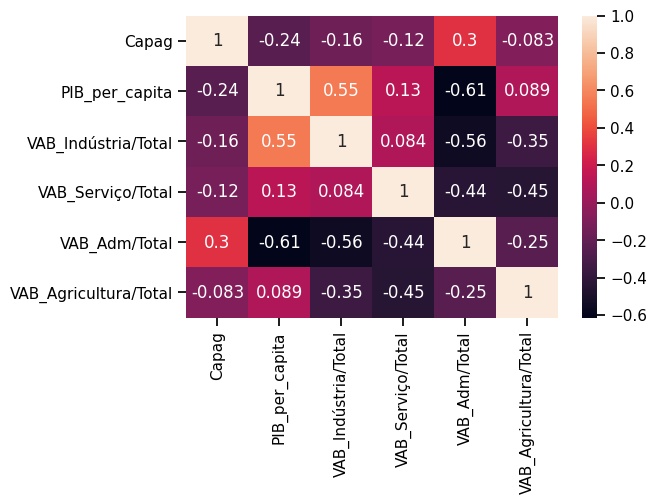 Capag 1 -0.24 -0.16 -0.12 0.3 -0.083
PIB_per_capita -0.24 1 0.55 0.13 -0.61 0.089
VAB_Indústria/Total -0.16 0.55 1 0.084 -0.56 -0.35
VAB_Serviço/Total -0.12 0.13 0.084 1 -0.44 -0.45
VAB_Adm/Total 0.3 -0.61 -0.56 -0.44 1 -0.25
VAB_Agricultura/Total -0.083 0.089 -0.35 -0.45 -0.25 1
Capag
PIB_per_capita
VAB_Indústria/Total
VAB_Serviço/Total
VAB_Adm/Total
VAB_Agricultura/Total
1.0
0.8
0.6
0.4
0.2
0.0
−0.2
−0.4
−0.6